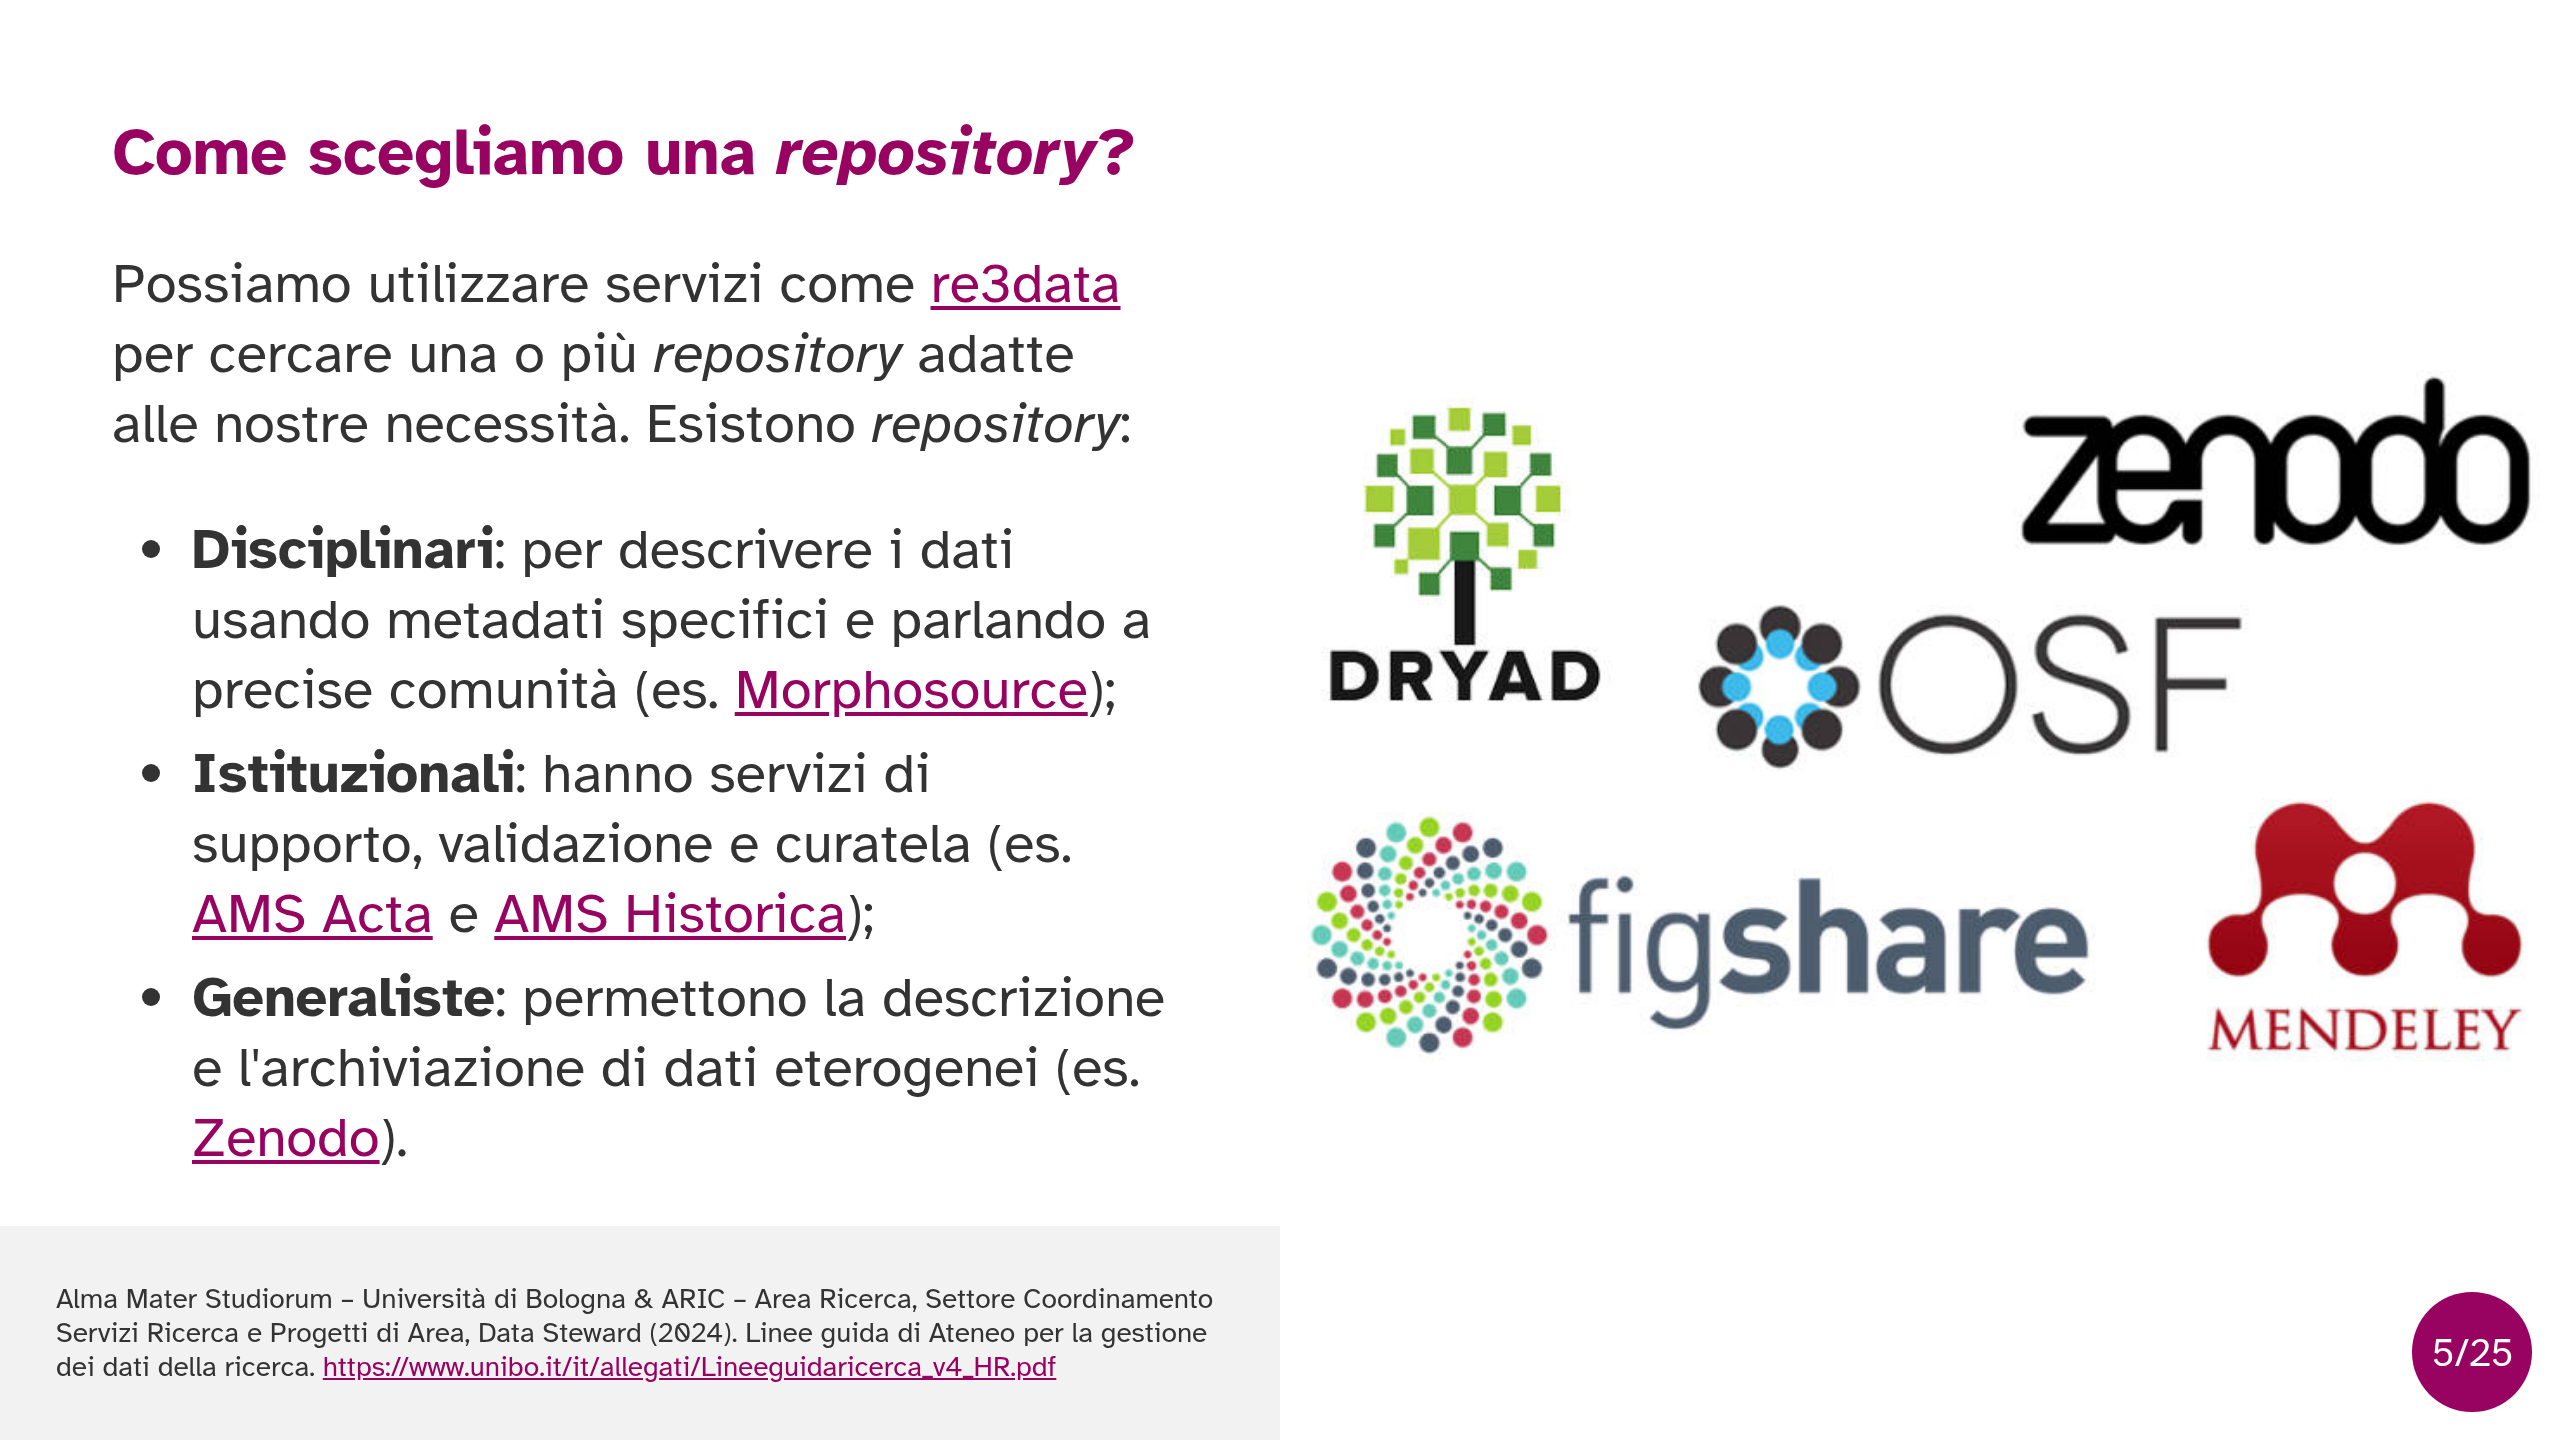 Come scegliamo una repository?
Possiamo utilizzare servizi come re3data
per cercare una o più repository adatte
alle nostre necessità. Esistono repository:
• Disciplinari: per descrivere i dati
usando metadati specifici e parlando a
precise comunità (es. Morphosource);
• Istituzionali: hanno servizi di
supporto, validazione e curatela (es.
AMS Acta e AMS Historica);
• Generaliste: permettono la descrizione
e l'archiviazione di dati eterogenei (es.
Zenodo).
zenodo
DRYAD
OSF
figshare
MENDELEY
Alma Mater Studiorum – Università di Bologna & ARIC – Area Ricerca, Settore Coordinamento
Servizi Ricerca e Progetti di Area, Data Steward (2024). Linee guida di Ateneo per la gestione
dei dati della ricerca. https://www.unibo.it/it/allegati/Lineeguidaricerca_v4_HR.pdf
5/25